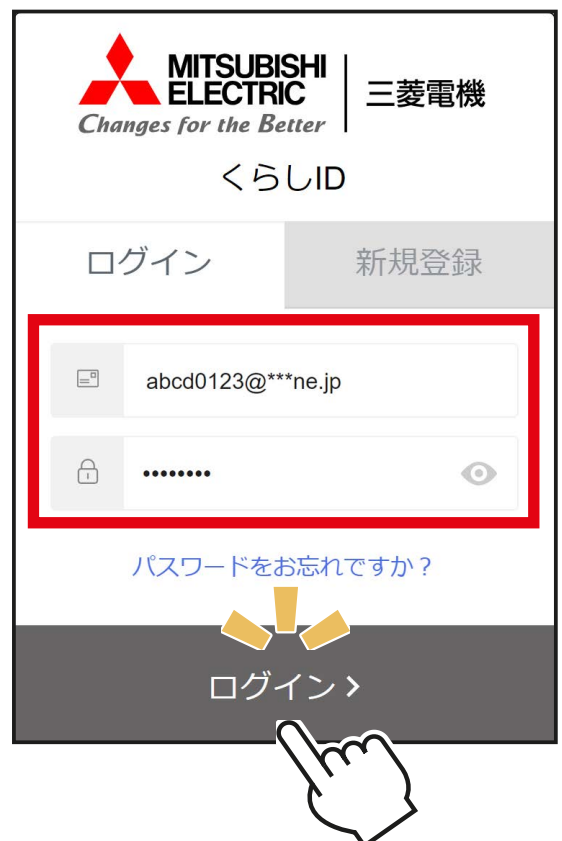 MITSUBISHI
ELECTRIC
Changes for the Better
三菱電機
くらしID
ログイン
新規登録
abcd0123@***ne.jp
••••••••
パスワードをお忘れですか？
ログイン >